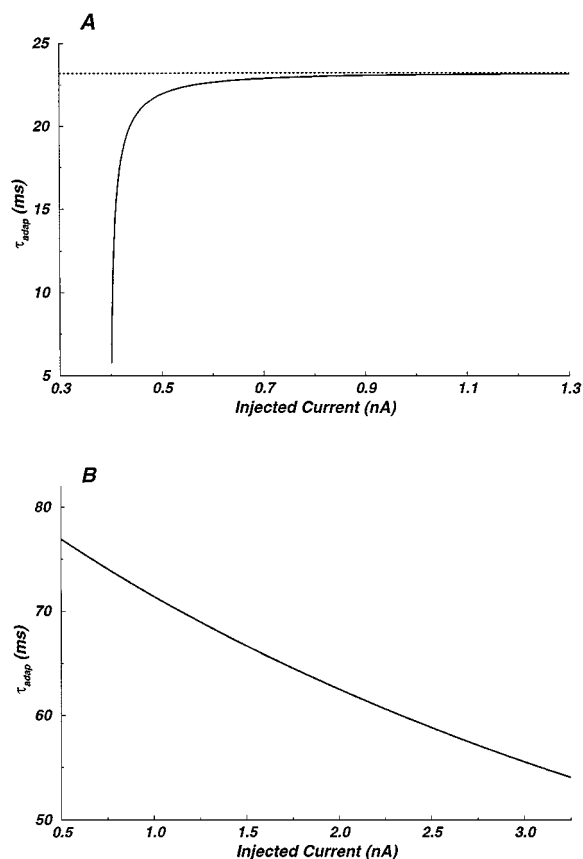 A
25
20
15
10
5
τadap (ms)
0.3 0.5 0.7 0.9 1.1 1.3
Injected Current (nA)
B
80
70
60
50
τadap (ms)
0.5 1.0 1.5 2.0 2.5 3.0
Injected Current (nA)